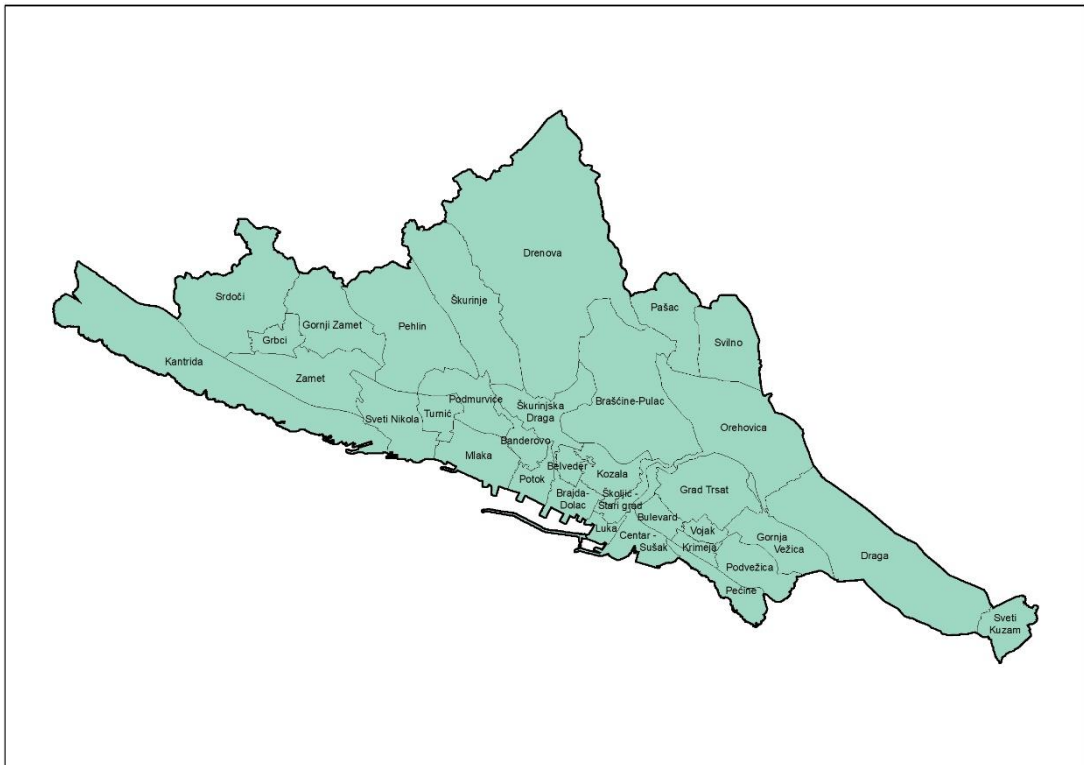 Drenova
Škurinje
Srdoči
Pašac
Gornji Zamet
Pehlin
Svilno
Grbci
Kantrida
Zamet
Podmurvice
Škurinjska
Draga
Brašćine-Pulac
Sveti Nikola
Turnić
Orehovica
Banderovo
Mlaka
Belveder
Kozala
Potok
Grad Trsat
Brajda-
Dolac
Školjić -
Stari grad
Bulevard
Luka
Vojak
Centar -
Sušak
Gornja
Vežica
Krimeja
Draga
Podvežica
Pećine
Sveti
Kuzam